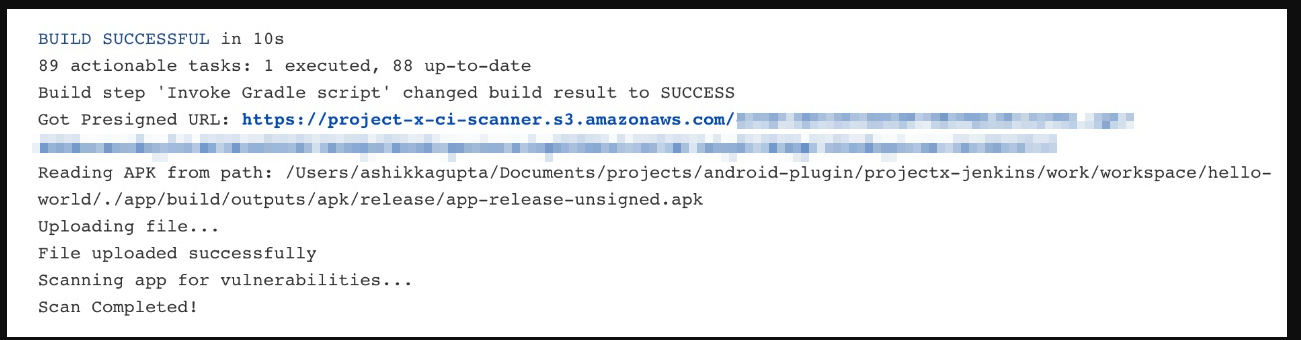 BUILD SUCCESSFUL in 10s
89 actionable tasks: 1 executed, 88 up-to-date
Build step 'Invoke Gradle script' changed build result to SUCCESS
Got Presigned URL: https://project-x-ci-scanner.s3.amazonaws.com/
Reading APK from path: /Users/ashikkagupta/Documents/projects/android-plugin/projectx-jenkins/work/workspace/hello-
world/./app/build/outputs/apk/release/app-release-unsigned.apk
Uploading file...
File uploaded successfully
Scanning app for vulnerabilities...
Scan Completed!